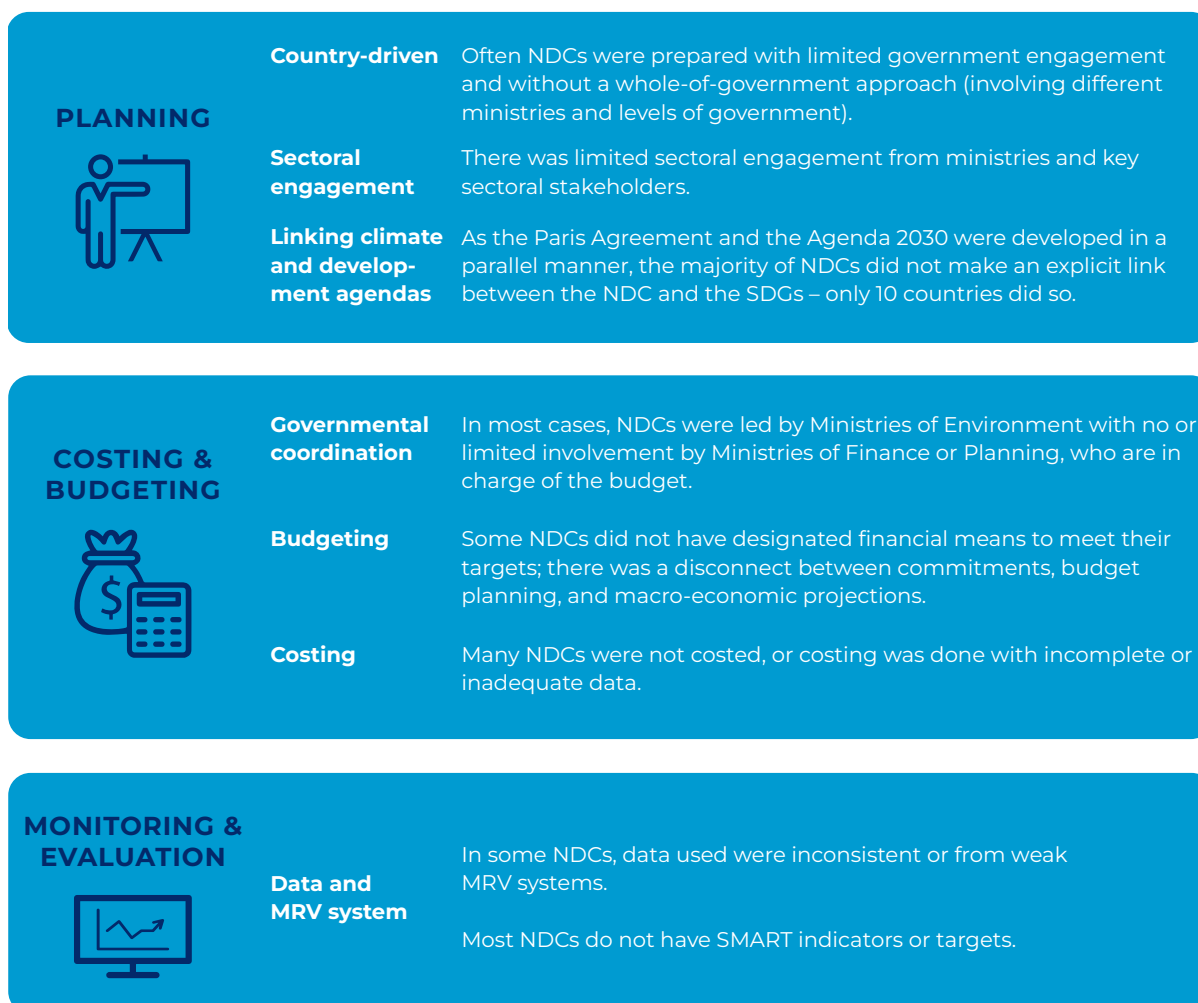 PLANNING
Country-driven
Often NDCs were prepared with limited government engagement
and without a whole-of-government approach (involving different
ministries and levels of government).
Sectoral
engagement
There was limited sectoral engagement from ministries and key
sectoral stakeholders.
Linking climate
and develop-
ment agendas
As the Paris Agreement and the Agenda 2030 were developed in a
parallel manner, the majority of NDCs did not make an explicit link
between the NDC and the SDGs – only 10 countries did so.
COSTING &
BUDGETING
$
Governmental
coordination
In most cases, NDCs were led by Ministries of Environment with no or
limited involvement by Ministries of Finance or Planning, who are in
charge of the budget.
Budgeting
Some NDCs did not have designated financial means to meet their
targets; there was a disconnect between commitments, budget
planning, and macro-economic projections.
Costing
Many NDCs were not costed, or costing was done with incomplete or
inadequate data.
MONITORING &
EVALUATION
Data and
MRV system
In some NDCs, data used were inconsistent or from weak
MRV systems.
Most NDCs do not have SMART indicators or targets.